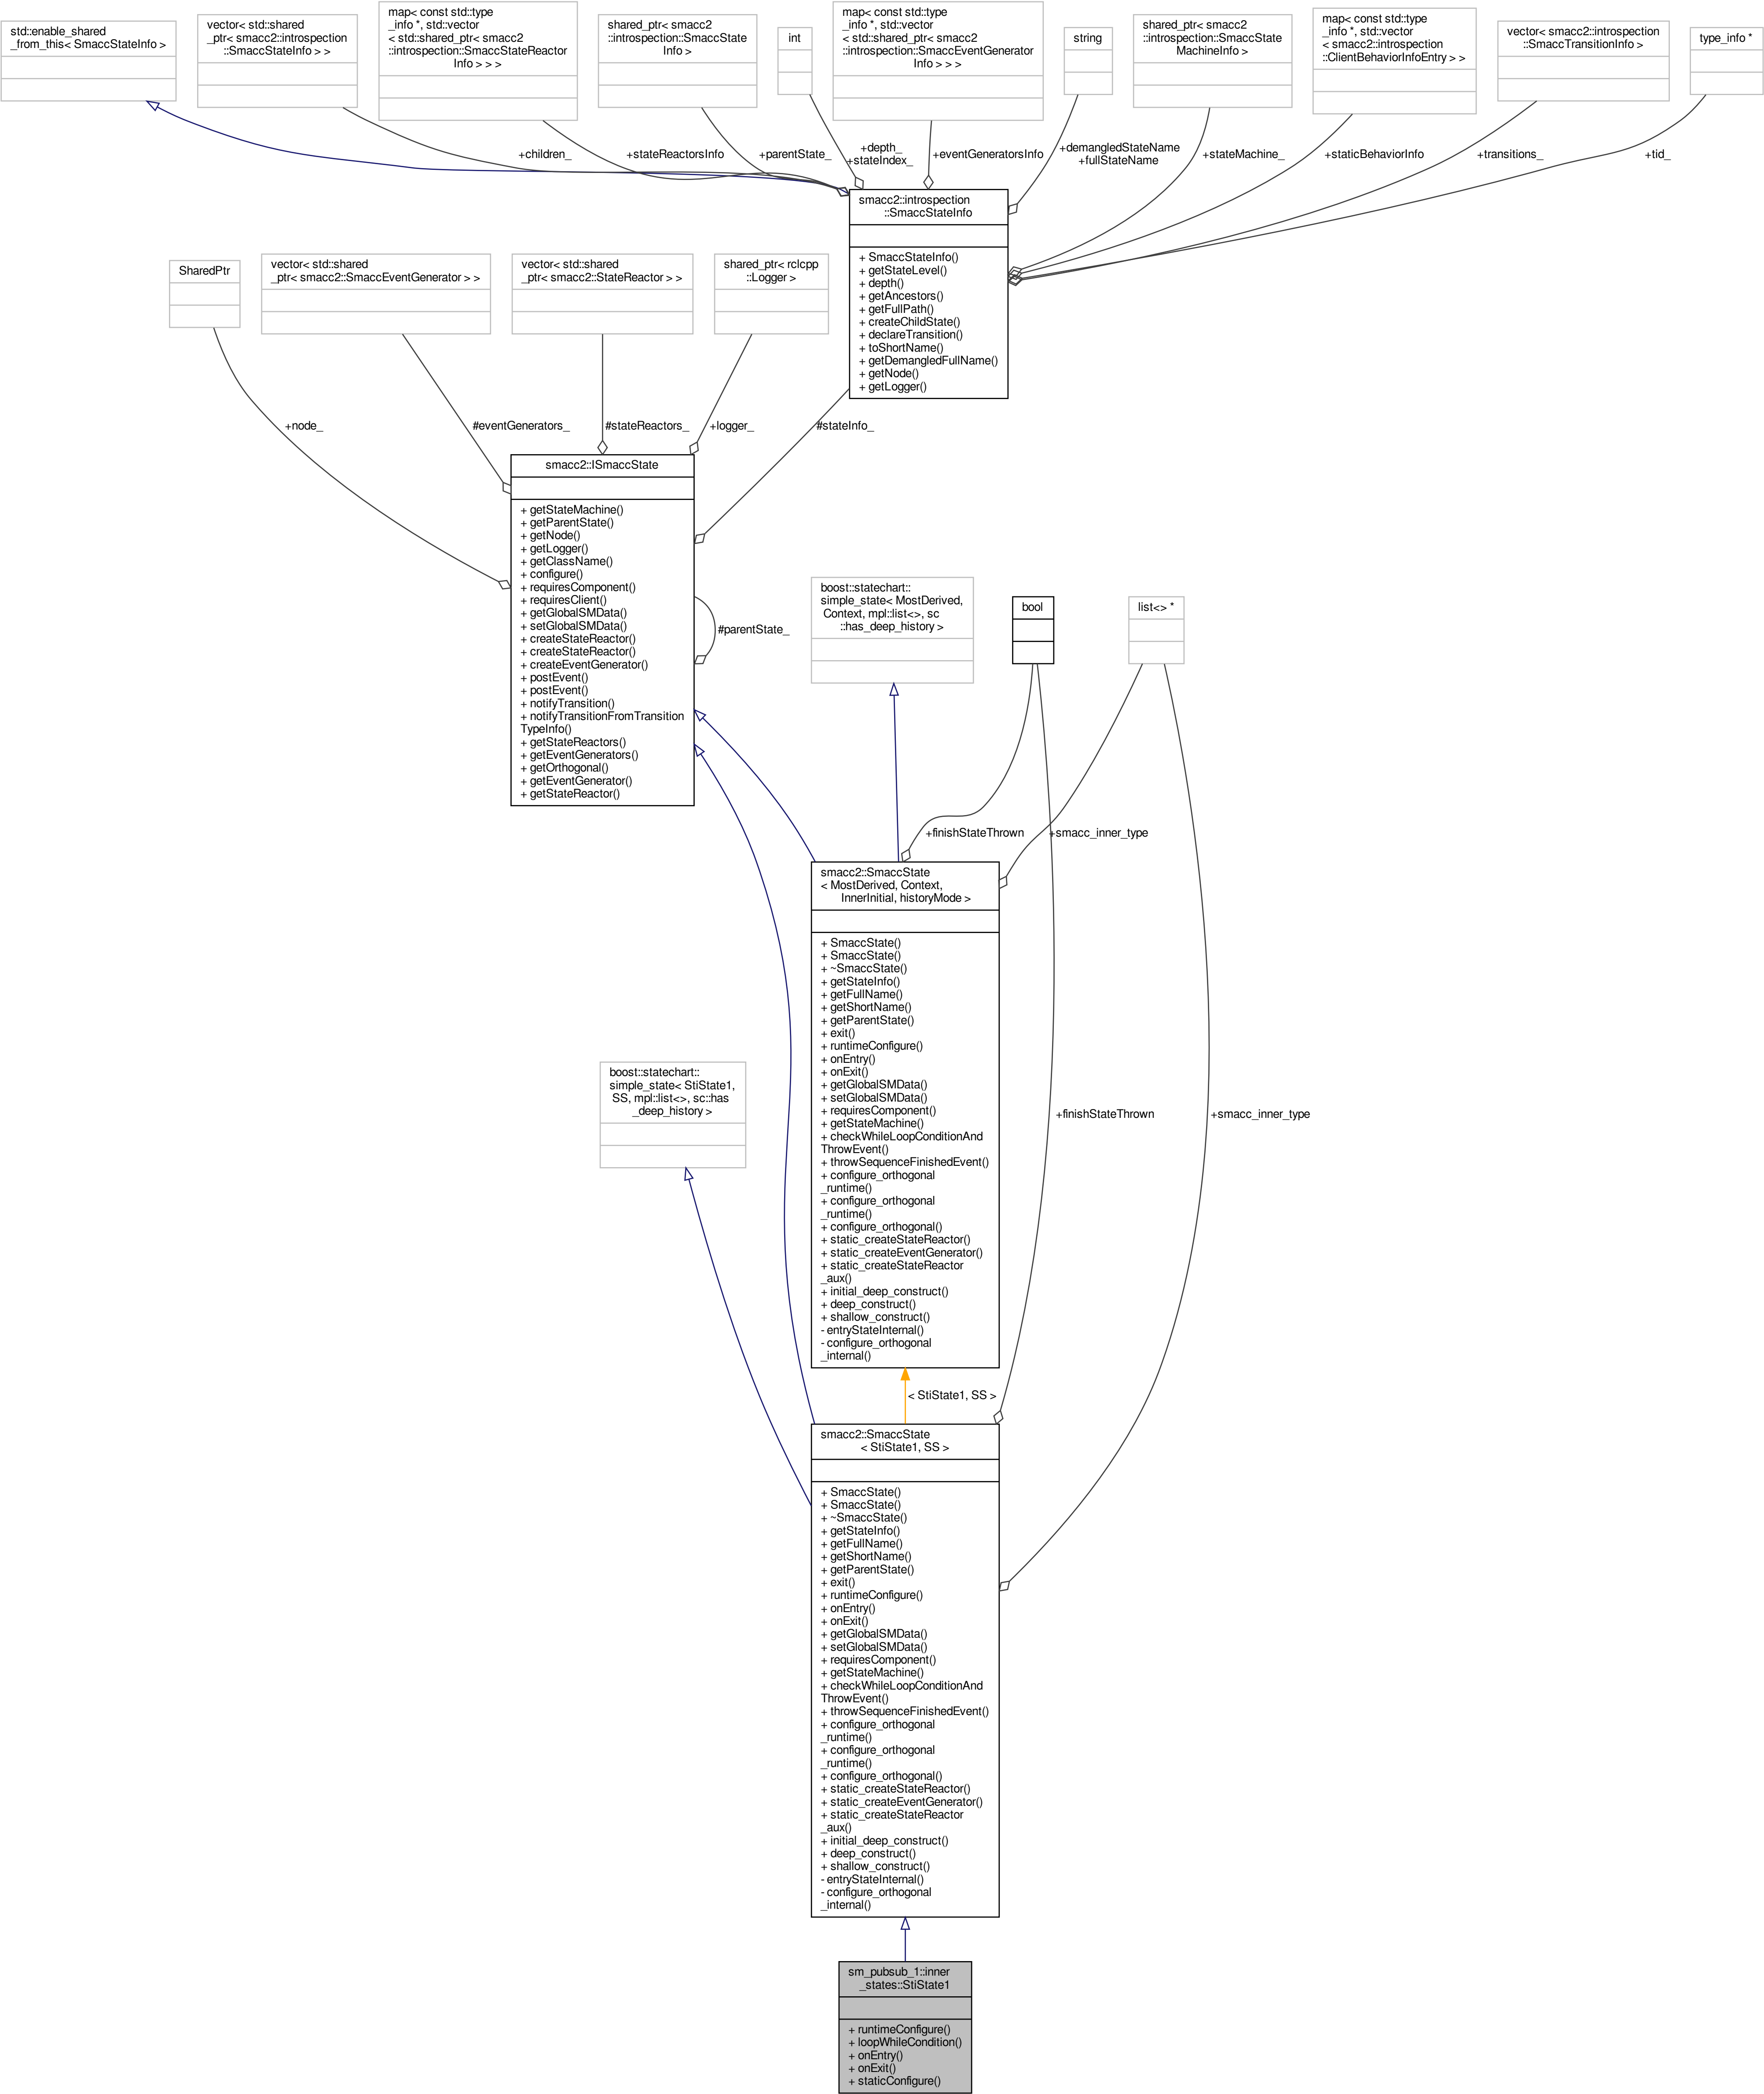 std::enable_shared
_from_this< SmaccStateInfo >
vector< std::shared
_ptr< smacc2::introspection
::SmaccStateInfo > >
map< const std::type
_info *, std::vector
< std::shared_ptr< smacc2
::introspection::SmaccStateReactor
Info > > >
shared_ptr< smacc2
::introspection::SmaccState
Info >
int
map< const std::type
_info *, std::vector
< std::shared_ptr< smacc2
::introspection::SmaccEventGenerator
Info > > >
string
shared_ptr< smacc2
::introspection::SmaccState
MachineInfo >
map< const std::type
_info *, std::vector
< smacc2::introspection
::ClientBehaviorInfoEntry > >
vector< smacc2::introspection
::SmaccTransitionInfo >
type_info *
+children_
+stateReactorsInfo
+parentState_
+depth_
+stateIndex_
+eventGeneratorsInfo
+demangledStateName
+fullStateName
+stateMachine_
+staticBehaviorInfo
+transitions_
+tid_
smacc2::introspection
::SmaccStateInfo
+ SmaccStateInfo()
+ getStateLevel()
+ depth()
+ getAncestors()
+ getFullPath()
+ createChildState()
+ declareTransition()
+ toShortName()
+ getDemangledFullName()
+ getNode()
+ getLogger()
SharedPtr
vector< std::shared
_ptr< smacc2::SmaccEventGenerator > >
vector< std::shared
_ptr< smacc2::StateReactor > >
shared_ptr< rclcpp
::Logger >
+node_
#eventGenerators_
#stateReactors_
+logger_
#stateInfo_
smacc2::ISmaccState
+ getStateMachine()
+ getParentState()
+ getNode()
+ getLogger()
+ getClassName()
+ configure()
+ requiresComponent()
+ requiresClient()
+ getGlobalSMData()
+ setGlobalSMData()
+ createStateReactor()
+ createStateReactor()
+ createEventGenerator()
+ postEvent()
+ postEvent()
+ notifyTransition()
+ notifyTransitionFromTransition
TypeInfo()
+ getStateReactors()
+ getEventGenerators()
+ getOrthogonal()
+ getEventGenerator()
+ getStateReactor()
#parentState_
boost::statechart::
simple_state< MostDerived,
Context, mpl::list<>, sc
::has_deep_history >
bool
list<> *
+finishStateThrown
+smacc_inner_type
smacc2::SmaccState
< MostDerived, Context,
InnerInitial, historyMode >
+ SmaccState()
+ SmaccState()
+ ~SmaccState()
+ getStateInfo()
+ getFullName()
+ getShortName()
+ getParentState()
+ exit()
+ runtimeConfigure()
+ onEntry()
+ onExit()
+ getGlobalSMData()
+ setGlobalSMData()
+ requiresComponent()
+ getStateMachine()
+ checkWhileLoopConditionAnd
ThrowEvent()
+ throwSequenceFinishedEvent()
+ configure_orthogonal
_runtime()
+ configure_orthogonal
_runtime()
+ configure_orthogonal()
+ static_createStateReactor()
+ static_createEventGenerator()
+ static_createStateReactor
_aux()
+ initial_deep_construct()
+ deep_construct()
+ shallow_construct()
- entryStateInternal()
- configure_orthogonal
_internal()
boost::statechart::
simple_state< StiState1,
SS, mpl::list<>, sc::has
_deep_history >
+finishStateThrown
+smacc_inner_type
< StiState1, SS >
smacc2::SmaccState
< StiState1, SS >
+ SmaccState()
+ SmaccState()
+ ~SmaccState()
+ getStateInfo()
+ getFullName()
+ getShortName()
+ getParentState()
+ exit()
+ runtimeConfigure()
+ onEntry()
+ onExit()
+ getGlobalSMData()
+ setGlobalSMData()
+ requiresComponent()
+ getStateMachine()
+ checkWhileLoopConditionAnd
ThrowEvent()
+ throwSequenceFinishedEvent()
+ configure_orthogonal
_runtime()
+ configure_orthogonal
_runtime()
+ configure_orthogonal()
+ static_createStateReactor()
+ static_createEventGenerator()
+ static_createStateReactor
_aux()
+ initial_deep_construct()
+ deep_construct()
+ shallow_construct()
- entryStateInternal()
- configure_orthogonal
_internal()
sm_pubsub_1::inner
_states::StiState1
+ runtimeConfigure()
+ loopWhileCondition()
+ onEntry()
+ onExit()
+ staticConfigure()